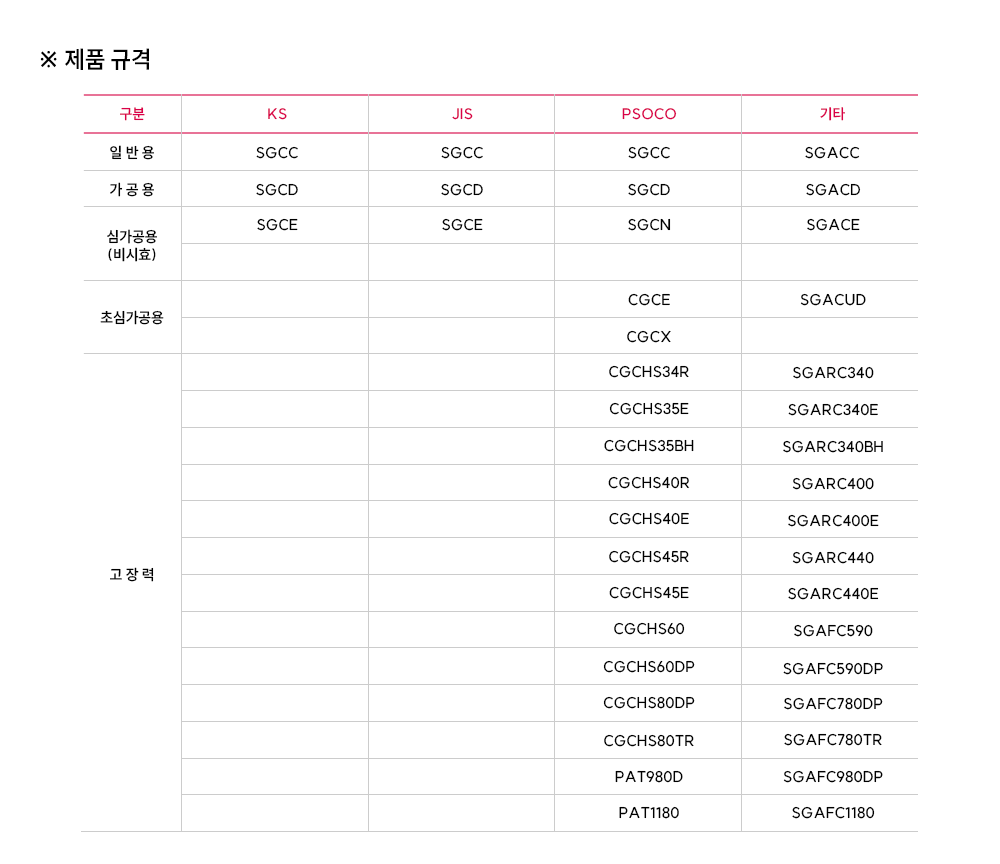 ※ 제품 규격
구분 KS JIS PSOCO 기타
일 반 용 SGCC SGCC SGCC SGACC
가 공 용 SGCD SGCD SGCD SGACD
심가공용 SGCE SGCE SGCN SGACE
(비시효)
초심가공용 CGCE SGACUD
CGCX
고 장 력 CGCHS34R SGARC340
CGCHS35E SGARC340E
CGCHS35BH SGARC340BH
CGCHS40R SGARC400
CGCHS40E SGARC400E
CGCHS45R SGARC440
CGCHS45E SGARC440E
CGCHS60 SGAFC590
CGCHS60DP SGAFC590DP
CGCHS80DP SGAFC780DP
CGCHS80TR SGAFC780TR
PAT980D SGAFC980DP
PAT1180 SGAFC1180